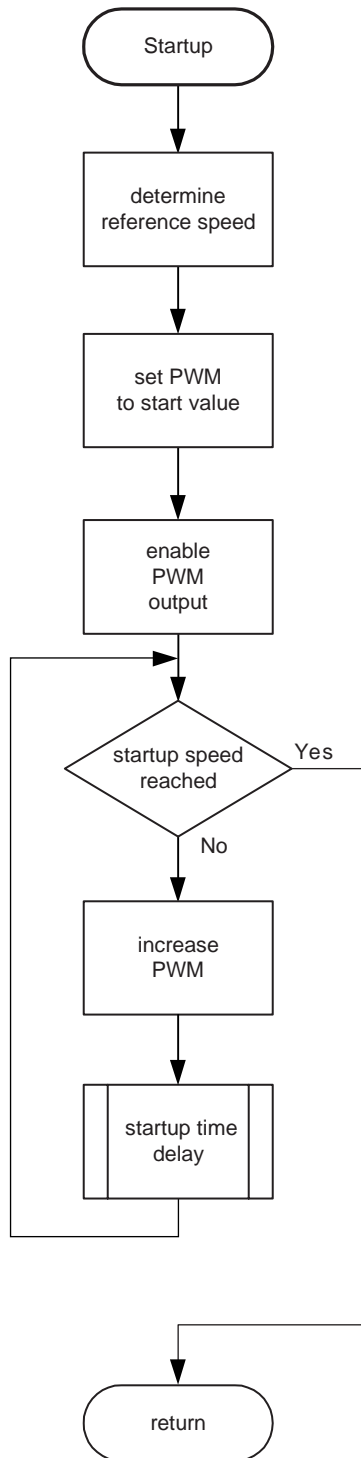 Startup
determine
reference speed
set PWM
to start value
enable
PWM
output
startup speed
reached
Yes
No
increase
PWM
startup time
delay
return